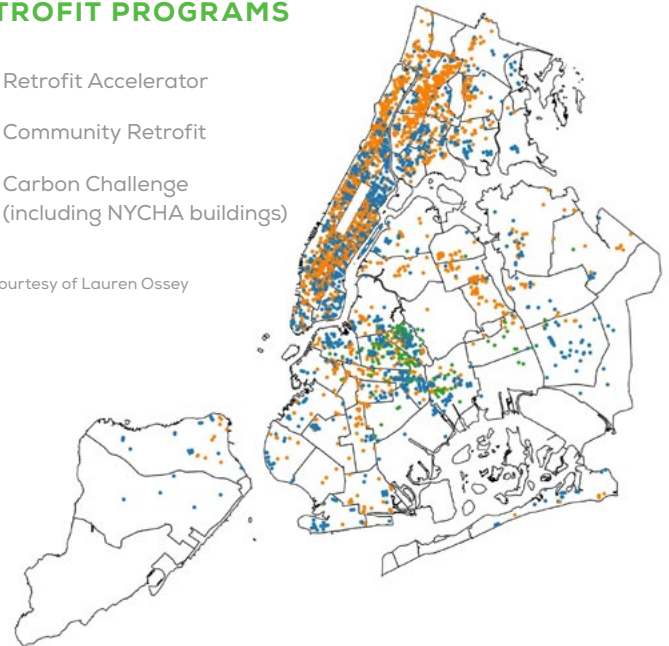 TROFIT PROGRAMS
Retrofit Accelerator
Community Retrofit
Carbon Challenge
(including NYCHA buildings)
ourtesy of Lauren Ossey